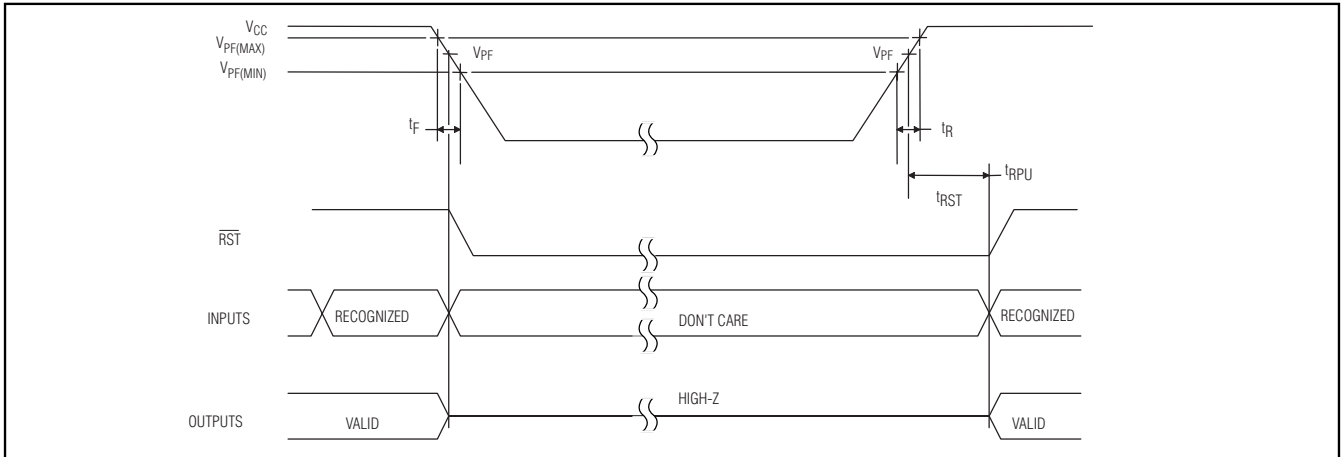 VCC
VPF(MAX)
VPF VPF
VPF(MIN)
tF tR
tRPU
tRST
RST
INPUTS RECOGNIZED DON'T CARE RECOGNIZED
HIGH-Z
OUTPUTS VALID VALID